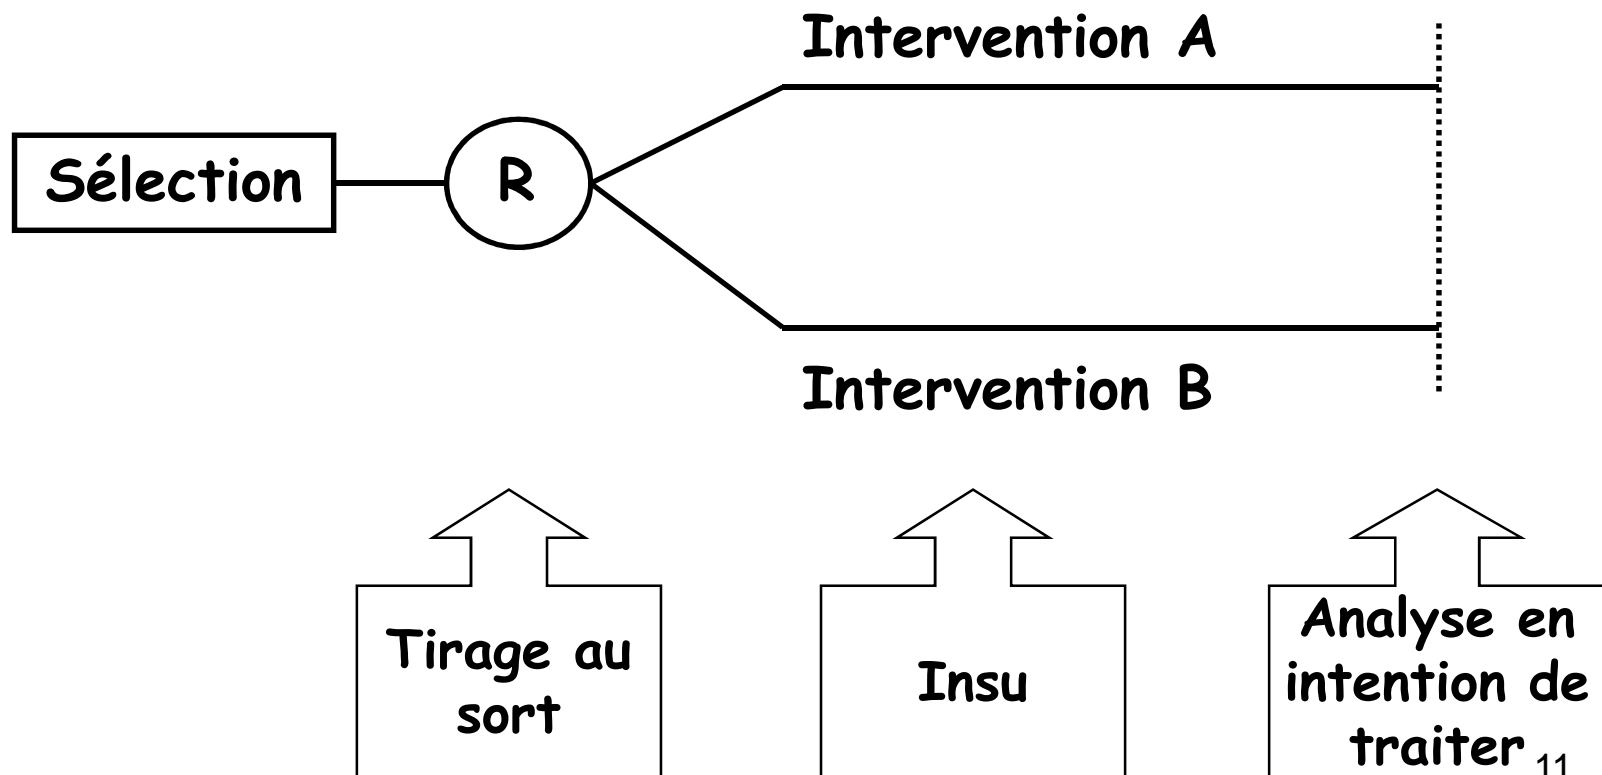 Intervention A
Sélection
R
Intervention B
Tirage au
sort
Insu
Analyse en
intention de
traiter
11